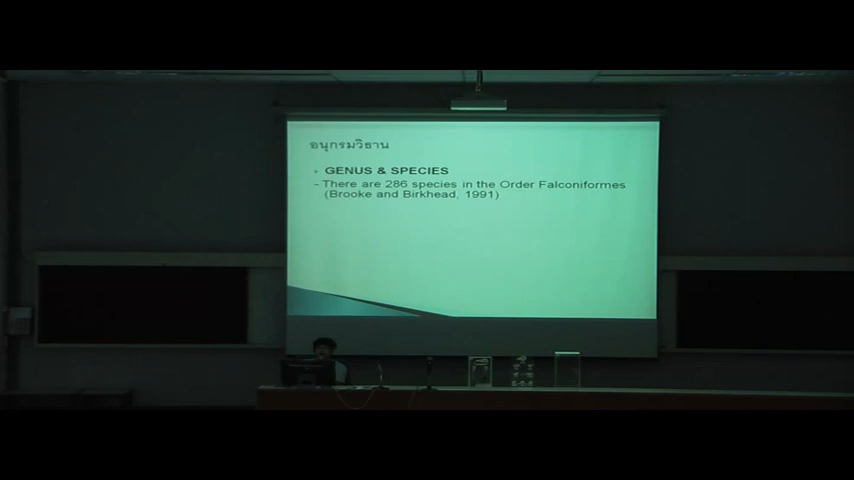 อนุกรมวิธาน
GENUS & SPECIES
- There are 286 species in the Order Falconiformes
(Brooke and Birkhead, 1991)